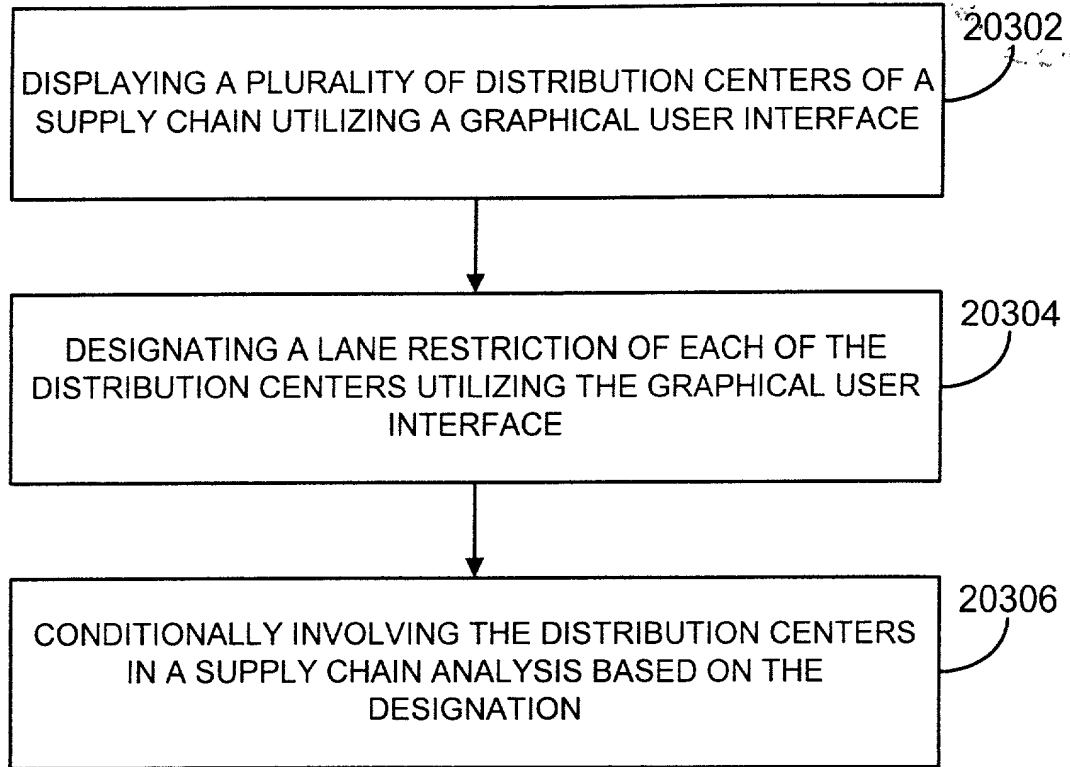 20302
DISPLAYING A PLURALITY OF DISTRIBUTION CENTERS OF A
SUPPLY CHAIN UTILIZING A GRAPHICAL USER INTERFACE
20304
DESIGNATING A LANE RESTRICTION OF EACH OF THE
DISTRIBUTION CENTERS UTILIZING THE GRAPHICAL USER
INTERFACE
20306
CONDITIONALLY INVOLVING THE DISTRIBUTION CENTERS
IN A SUPPLY CHAIN ANALYSIS BASED ON THE
DESIGNATION